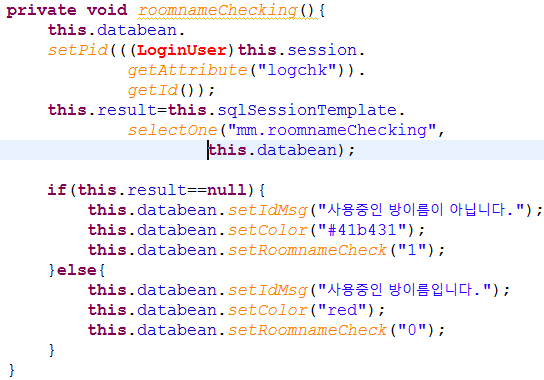 private void roomnameChecking(){
    this.databean.
    setPid(((LoginUser)this.session.
            getAttribute("logchk")).
            getId());
    this.result=this.sqlSessionTemplate.
            selectOne("mm.roomnameChecking",
                    this.databean);

    if(this.result==null){
        this.databean.setIdMsg("사용중인 방이름이 아닙니다.");
        this.databean.setColor("#41b431");
        this.databean.setRoomnameCheck("1");
    }else{
        this.databean.setIdMsg("사용중인 방이름입니다.");
        this.databean.setColor("red");
        this.databean.setRoomnameCheck("0");
    }
}